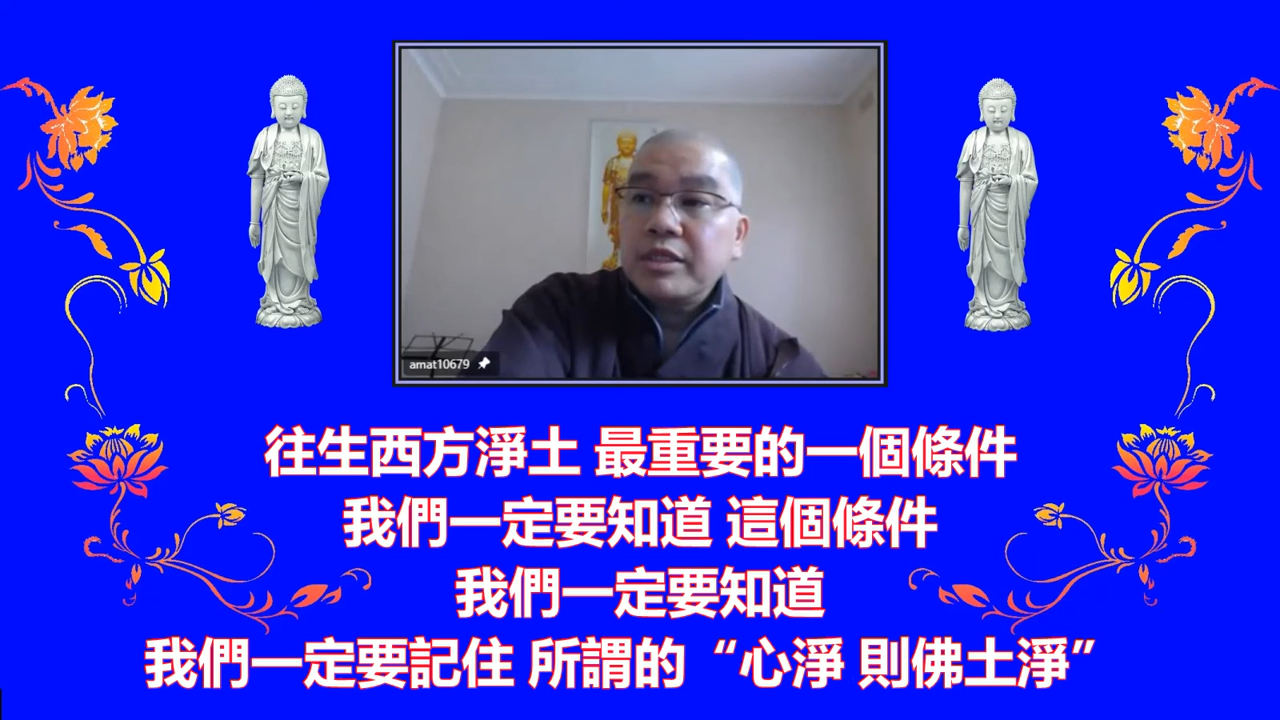 amat10679
往生西方淨土 最重要的一個條件
我們一定要知道 這個條件
我們一定要知道
我們一定要記住 所謂的“心淨 則佛土淨”